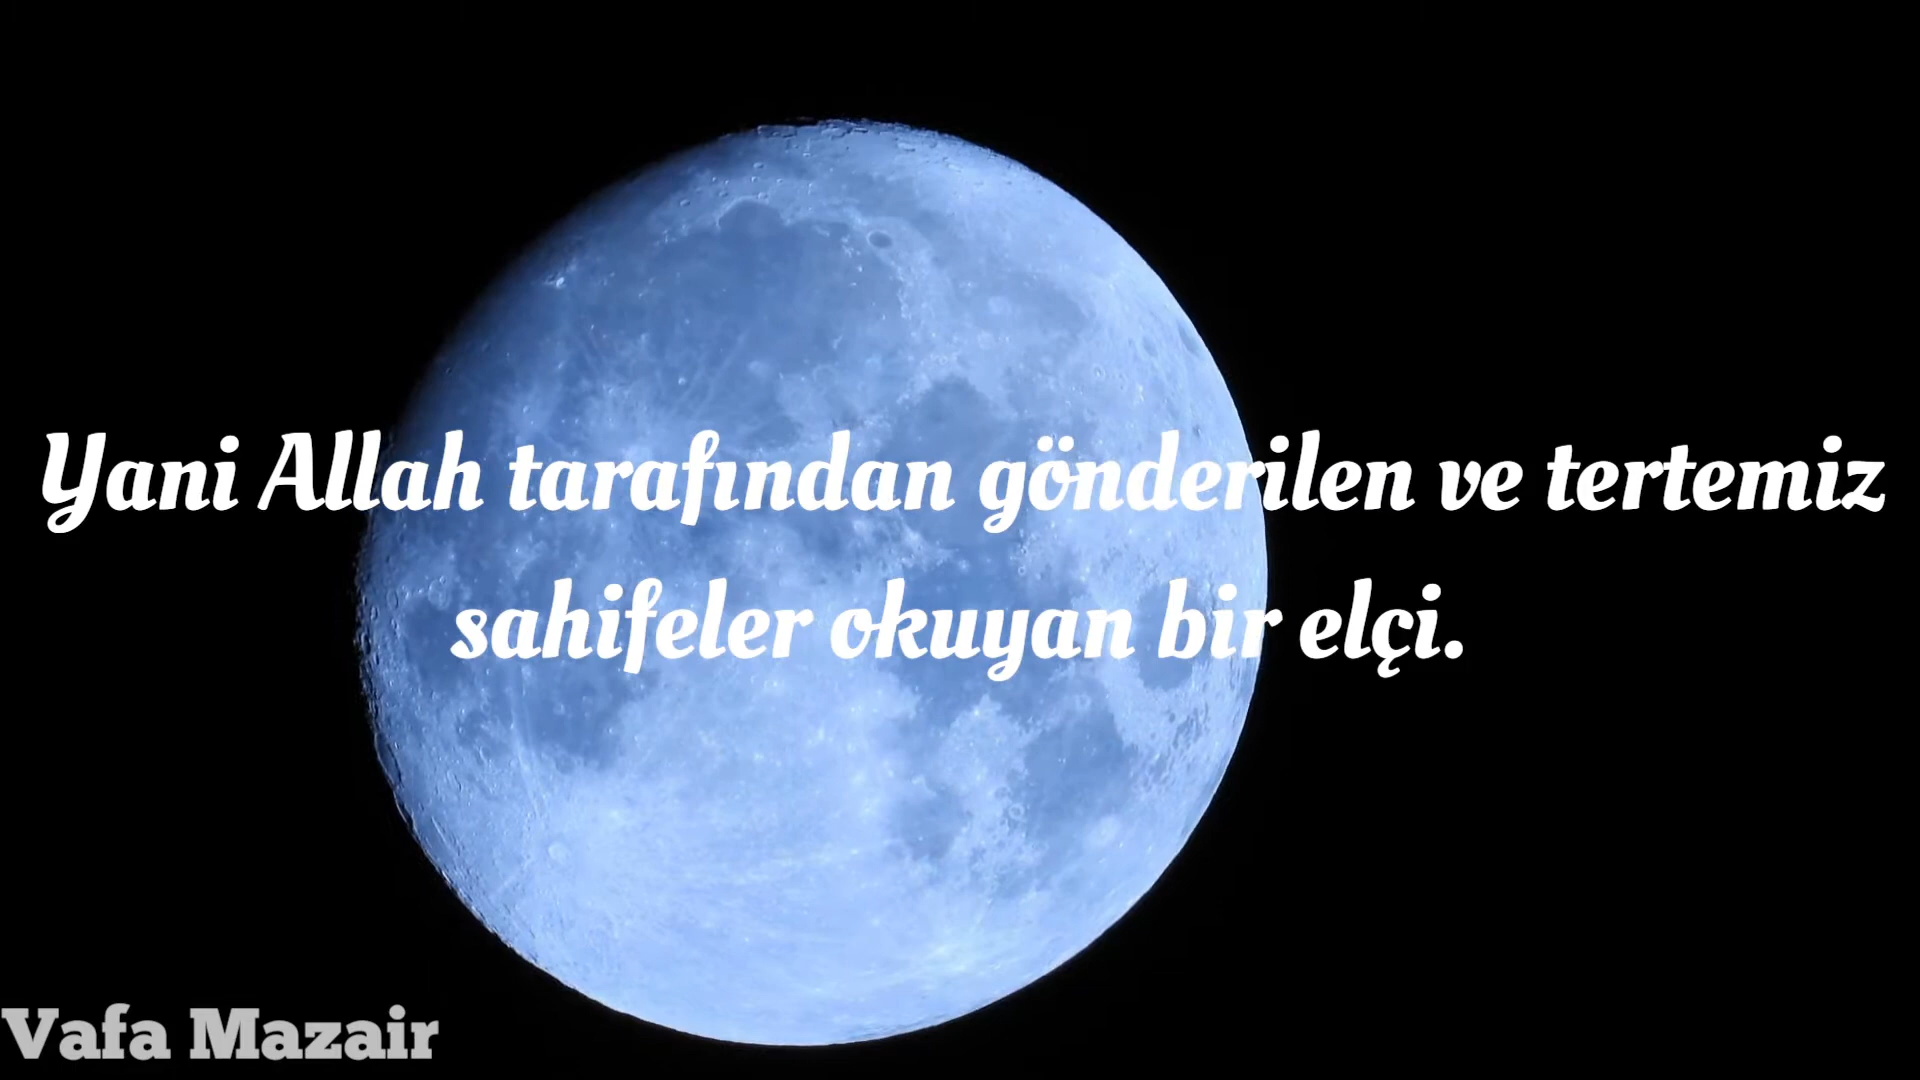 Yani Allah tarafından gönderilen ve tertemiz
sahifeler okuyan bir elçi.
Vafa Mazair